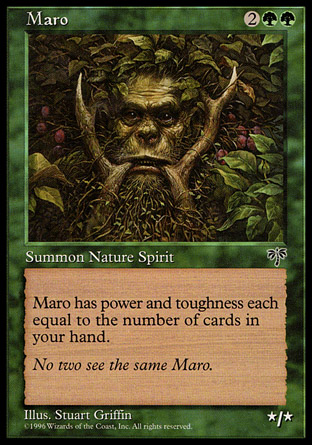 Maro 2
Summon Nature Spirit
Maro has power and toughness each
equal to the number of cards in
your hand.
No two see the same Maro.
Illus. Stuart Griffin
©1996 Wizards of the Coast, Inc. All rights reserved.
*/*